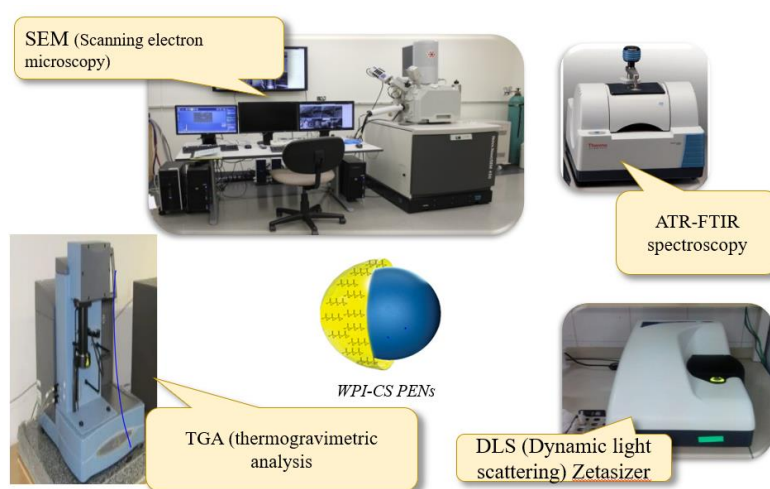 SEM (Scanning electron
microscopy)
ATR-FTIR
spectroscopy
WPI-CS PENs
TGA (thermogravimetric
analysis
DLS (Dynamic light
scattering) Zetasizer